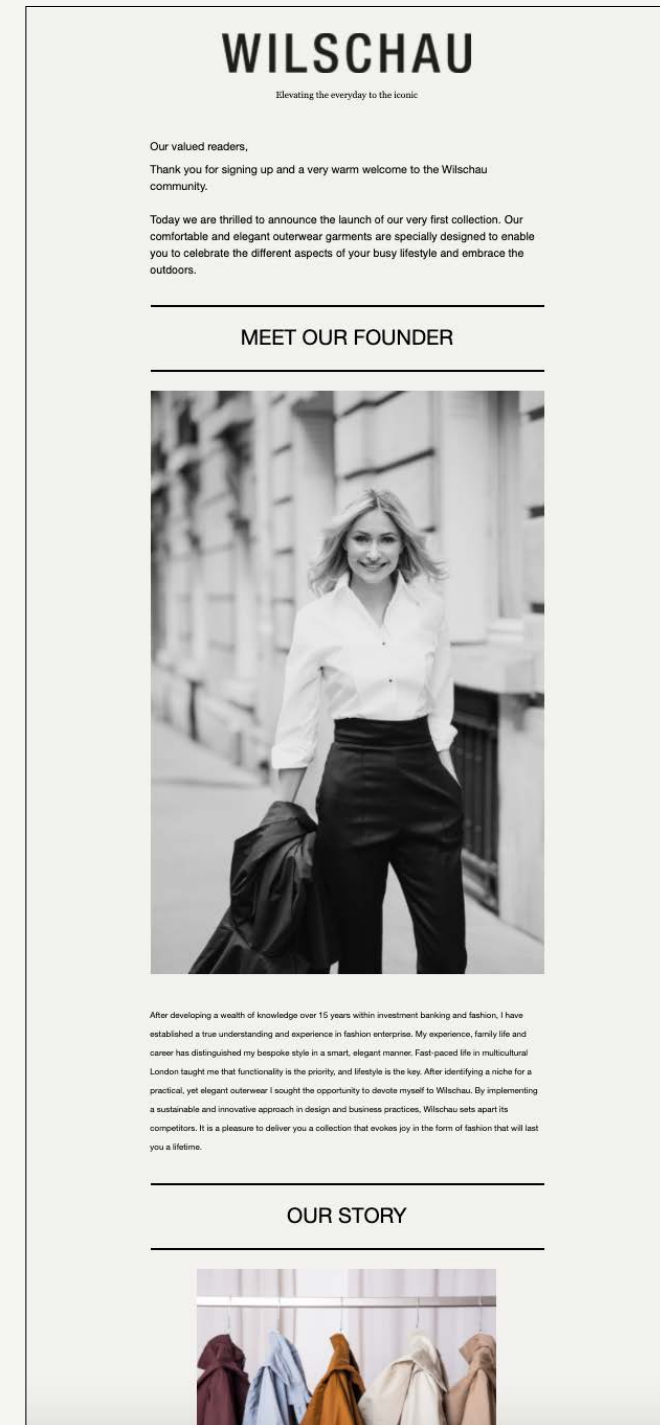 WILSCHAU
Elevating the everyday to the iconic
Our valued readers,
Thank you for signing up and a very warm welcome to the Wilschau
community.
Today we are thrilled to announce the launch of our very first collection. Our
comfortable and elegant outerwear garments are specially designed to enable
you to celebrate the different aspects of your busy lifestyle and embrace the
outdoors.
MEET OUR FOUNDER
After developing a wealth of knowledge over 15 years within investment banking and fashion, I have
established a true understanding and experience in fashion enterprise. My experience, family life and
career has distinguished my bespoke style in a smart, elegant manner. Fast-paced life in multicultural
London taught me that functionality is the priority, and lifestyle is the key. After identifying a niche for a
practical, yet elegant outerwear I sought the opportunity to devote myself to Wilschau. By implementing
a sustainable and innovative approach in design and business practices, Wilschau sets apart its
competitors. It is a pleasure to deliver you a collection that evokes joy in the form of fashion that will last
you a lifetime.
OUR STORY